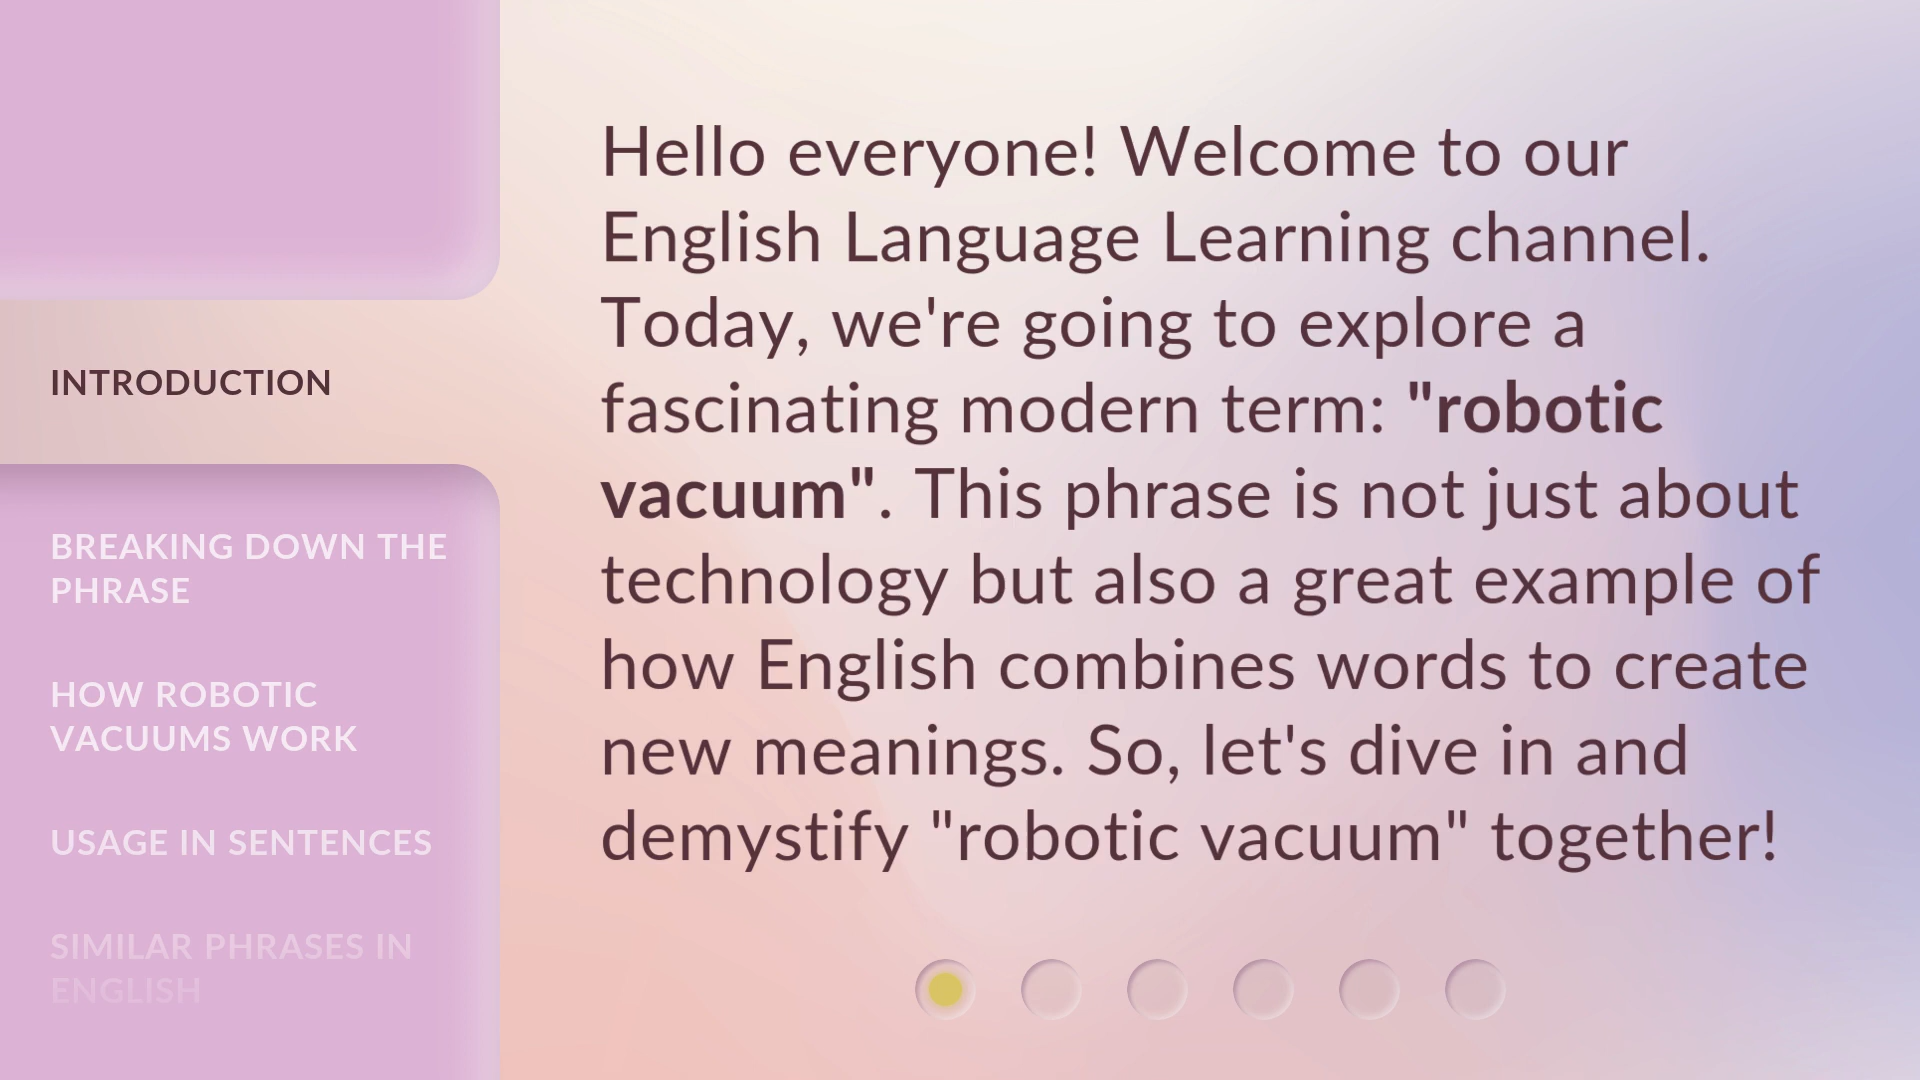 INTRODUCTION
BREAKING DOWN THE
PHRASE
HOW ROBOTIC
VACUUMS WORK
USAGE IN SENTENCES
SIMILAR PHRASES IN
ENGLISH
Hello everyone! Welcome to our
English Language Learning channel.
Today, we're going to explore a
fascinating modern term: "robotic
vacuum". This phrase is not just about
technology but also a great example of
how English combines words to create
new meanings. So, let's dive in and
demystify "robotic vacuum" together!